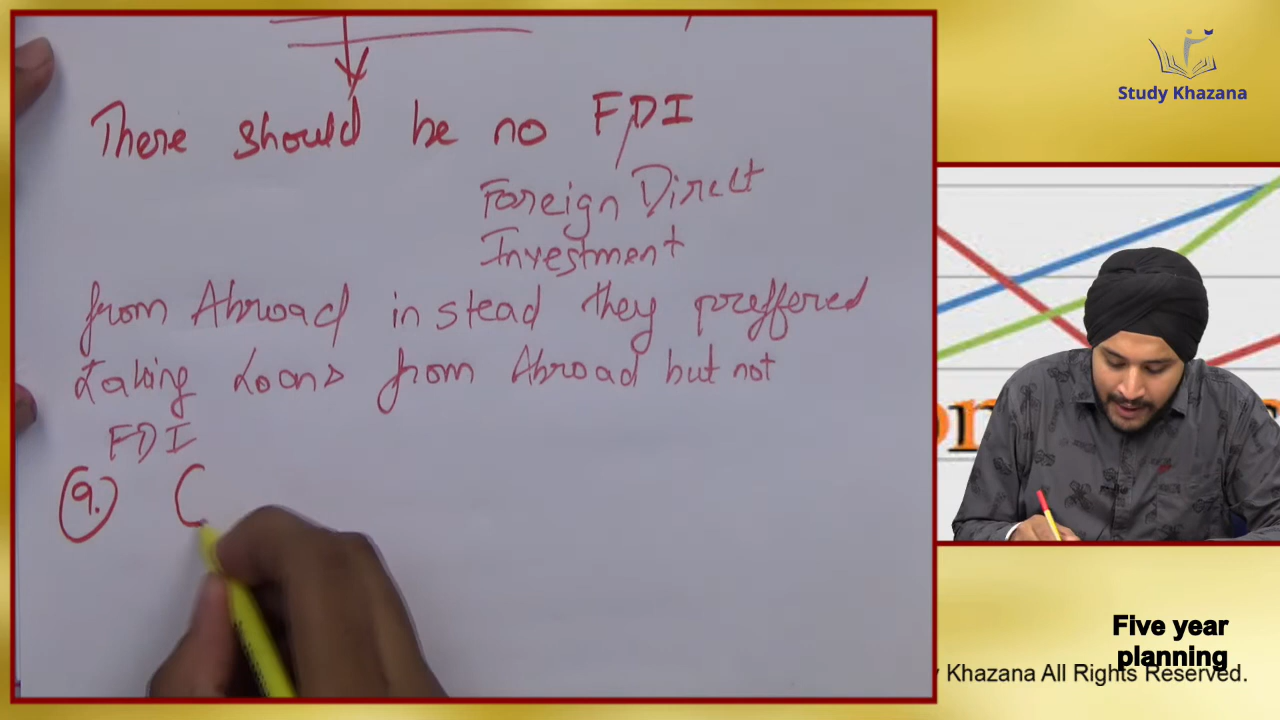 There should be no FDI
Foreign Direct
Investment
from Abroad instead they preffered
taking Loans from Abroad but not
FDI
9. C
Study Khazana
on
Five year
planning
Khazana All Rights Reserved.